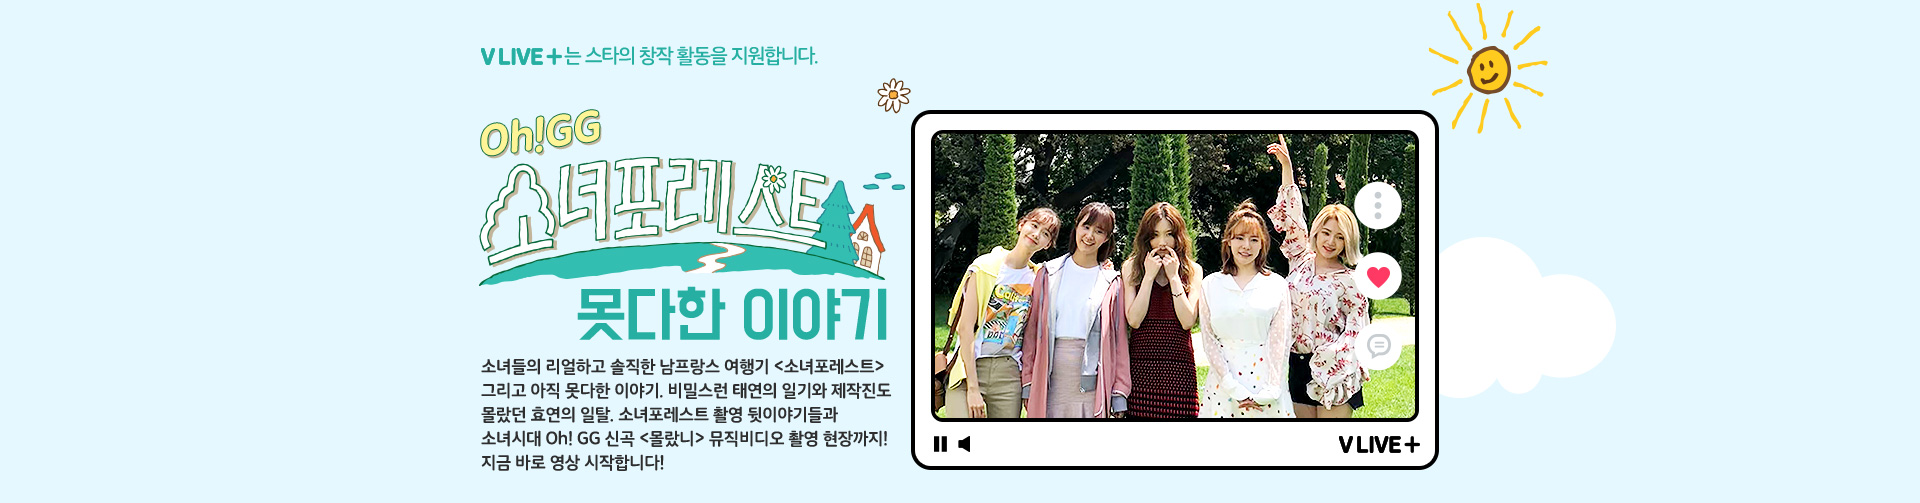 V LIVE+는 스타의 창작 활동을 지원합니다.
Oh!GG
소녀포레스트
못다한 이야기
소녀들의 리얼하고 솔직한 남프랑스 여행기 <소녀포레스트>
그리고 아직 못다한 이야기. 비밀스런 태연의 일기와 제작진도
몰랐던 효연의 일탈. 소녀포레스트 촬영 뒷이야기들과
소녀시대 Oh! GG 신곡 <몰랐니> 뮤직비디오 촬영 현장까지!
지금 바로 영상 시작합니다!
V LIVE+